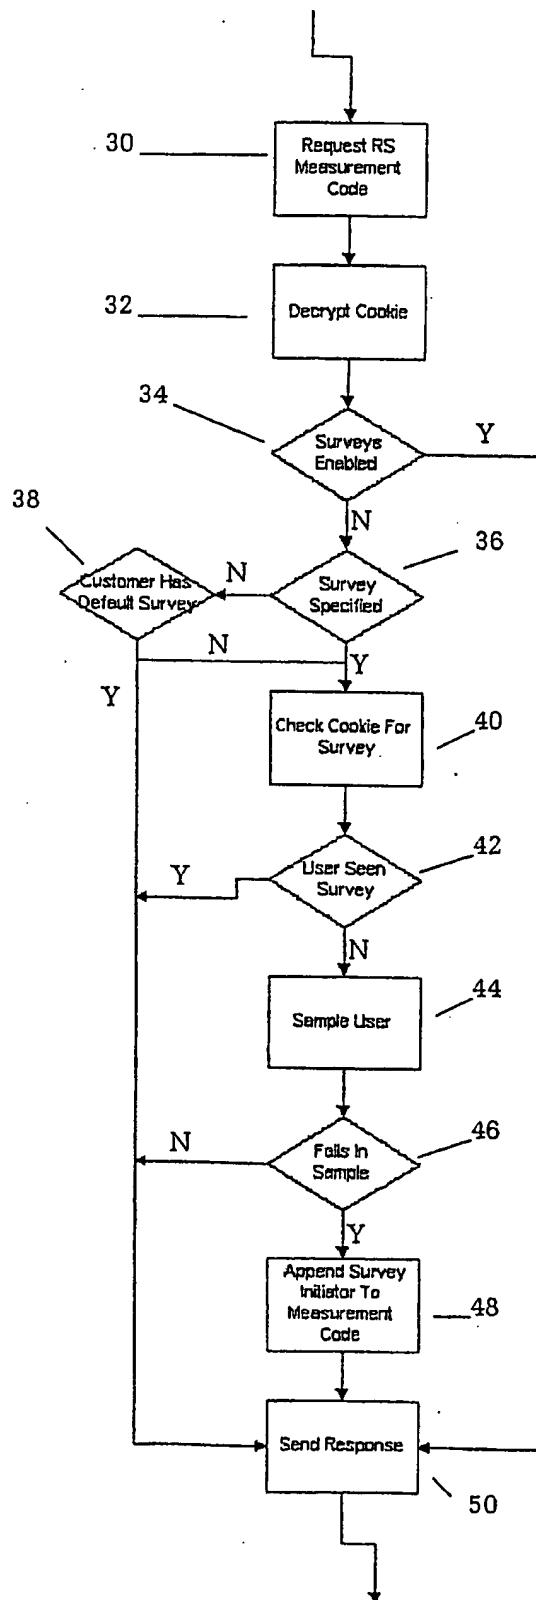 30
Request RS
Measurement
Code
32
Decrypt Cookie
34
Surveys
Enabled
Y
N
38
36
Customer Has
Default Survey
N
Survey
Specified
N
Y
Y
Check Cookie For
Survey
40
42
User Seen
Survey
Y
N
44
Sample User
46
Falls In
Sample
N
Y
Append Survey
Initiator To
Measurement
Code
48
Send Response
50